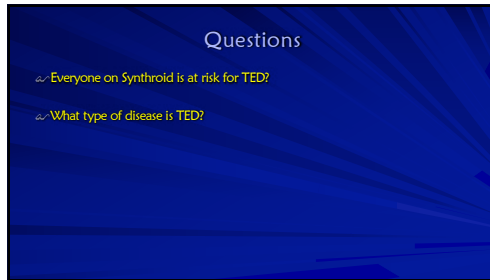 Questions
Everyone on Synthroid is at risk for TED?
What type of disease is TED?